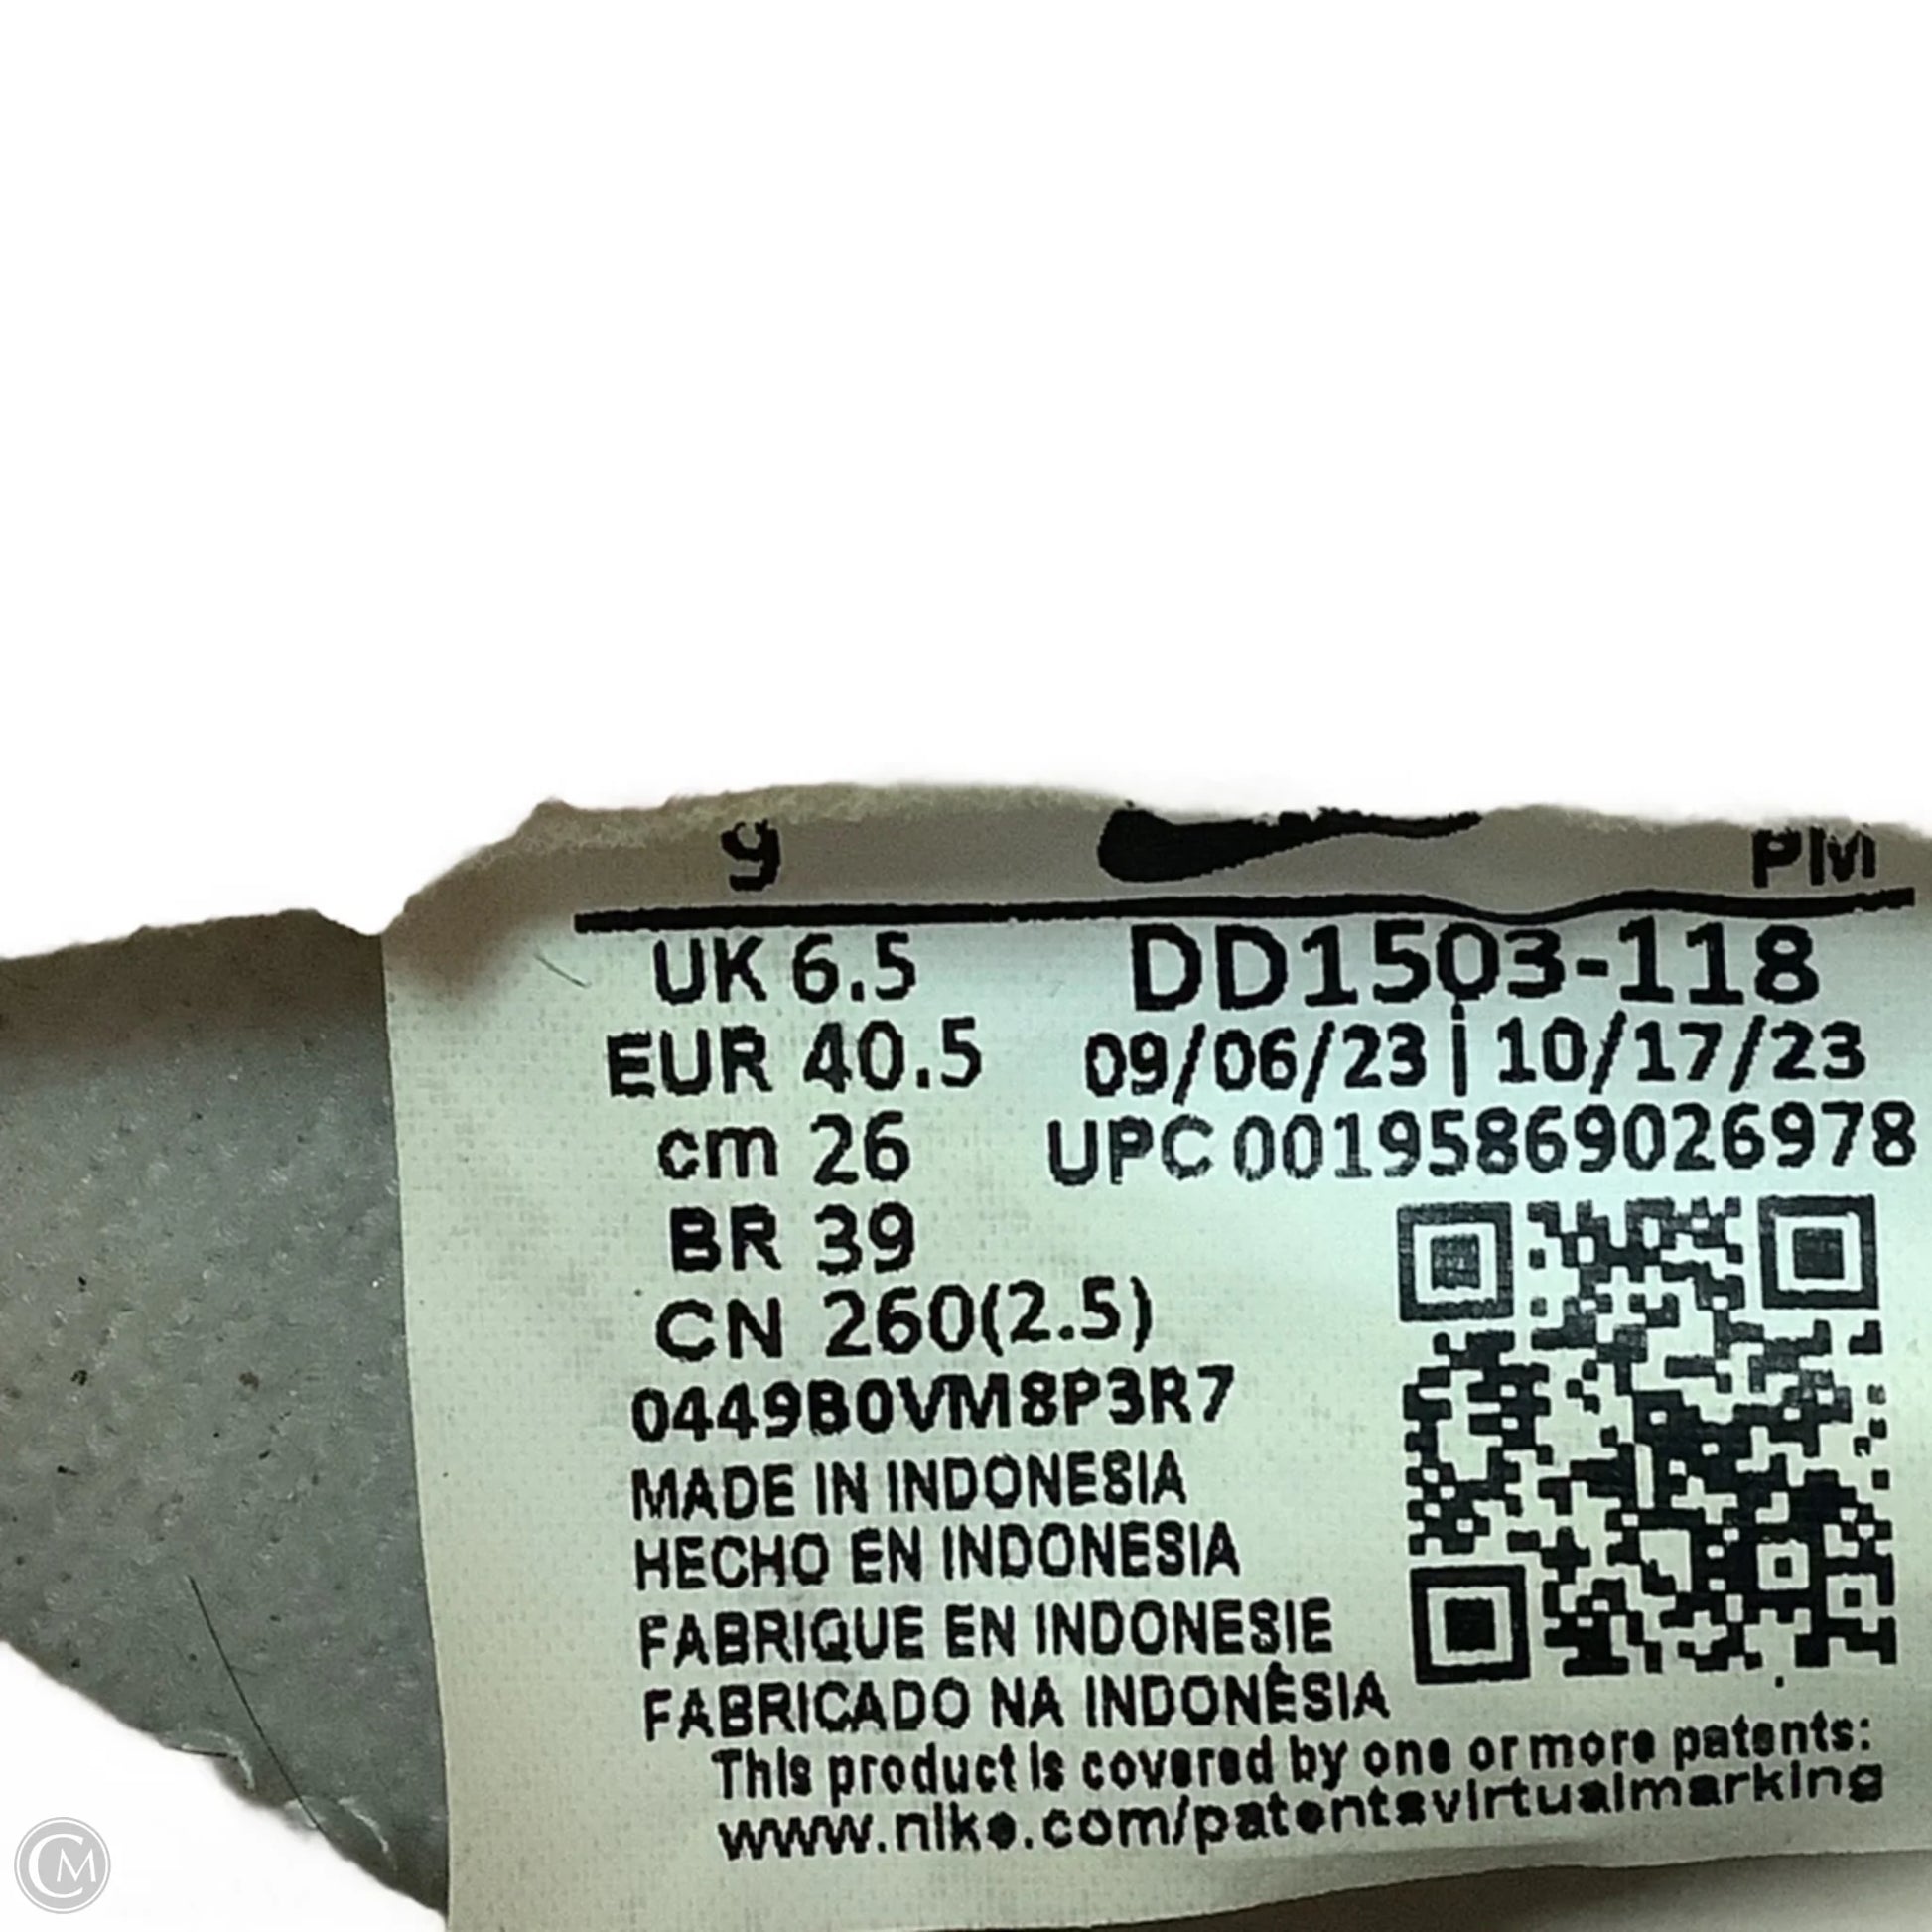 9 PM
UK 6.5 DD1503-118
EUR 40.5 09/06/23 | 10/17/23
cm 26 UPC 00195869026978
BR 39
CN 260(2.5)
0449B0VM8P3R7
MADE IN INDONESIA
HECHO EN INDONESIA
FABRIQUE EN INDONESIE
FABRICADO NA INDONÉSIA
This product is covered by one or more patents:
www.nike.com/patentsvirtualmarking
CM